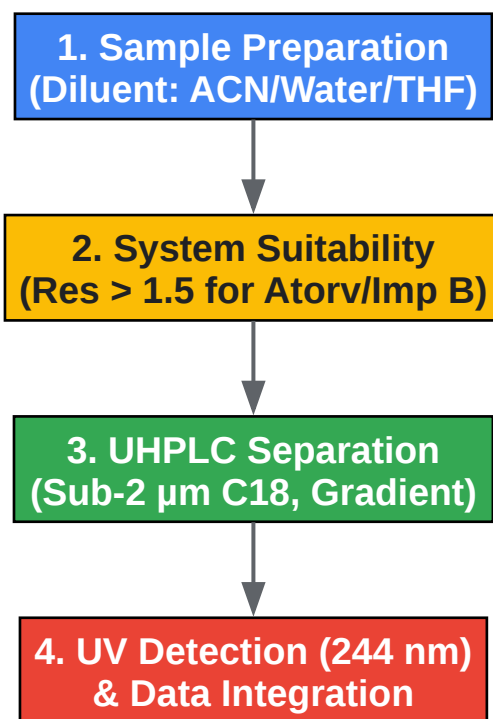 1. Sample Preparation
(Diluent: ACN/Water/THF)
2. System Suitability
(Res > 1.5 for Atorv/Imp B)
3. UHPLC Separation
(Sub-2 µm C18, Gradient)
4. UV Detection (244 nm)
& Data Integration